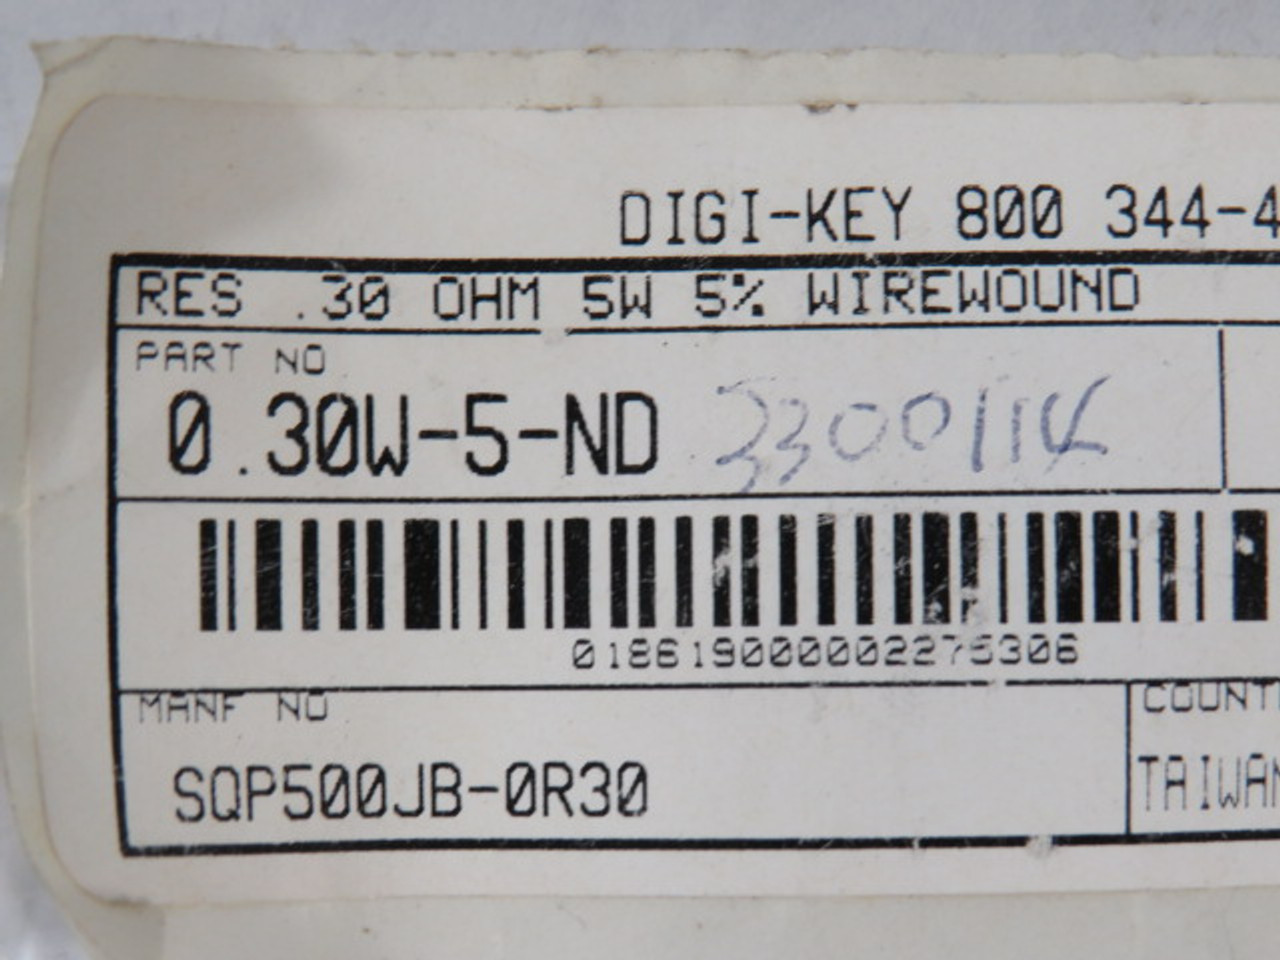 DIGI-KEY 800 344-4
RES .30 OHM 5W 5% WIREWOUND
PART NO
0.30W-5-ND
0186190000002275306
MANF NO
COUNT
SQP500JB-0R30
TAIWAN